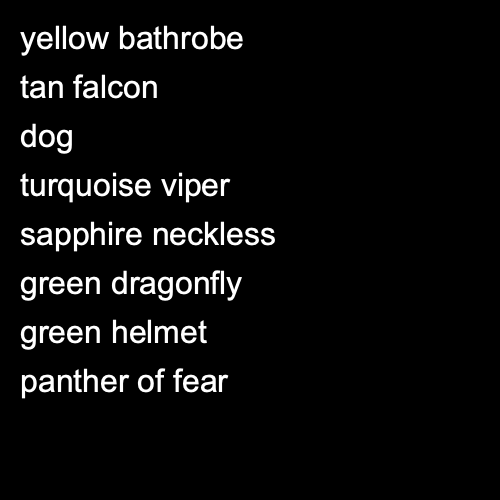 yellow bathrobe
tan falcon
dog
turquoise viper
sapphire neckless
green dragonfly
green helmet
panther of fear